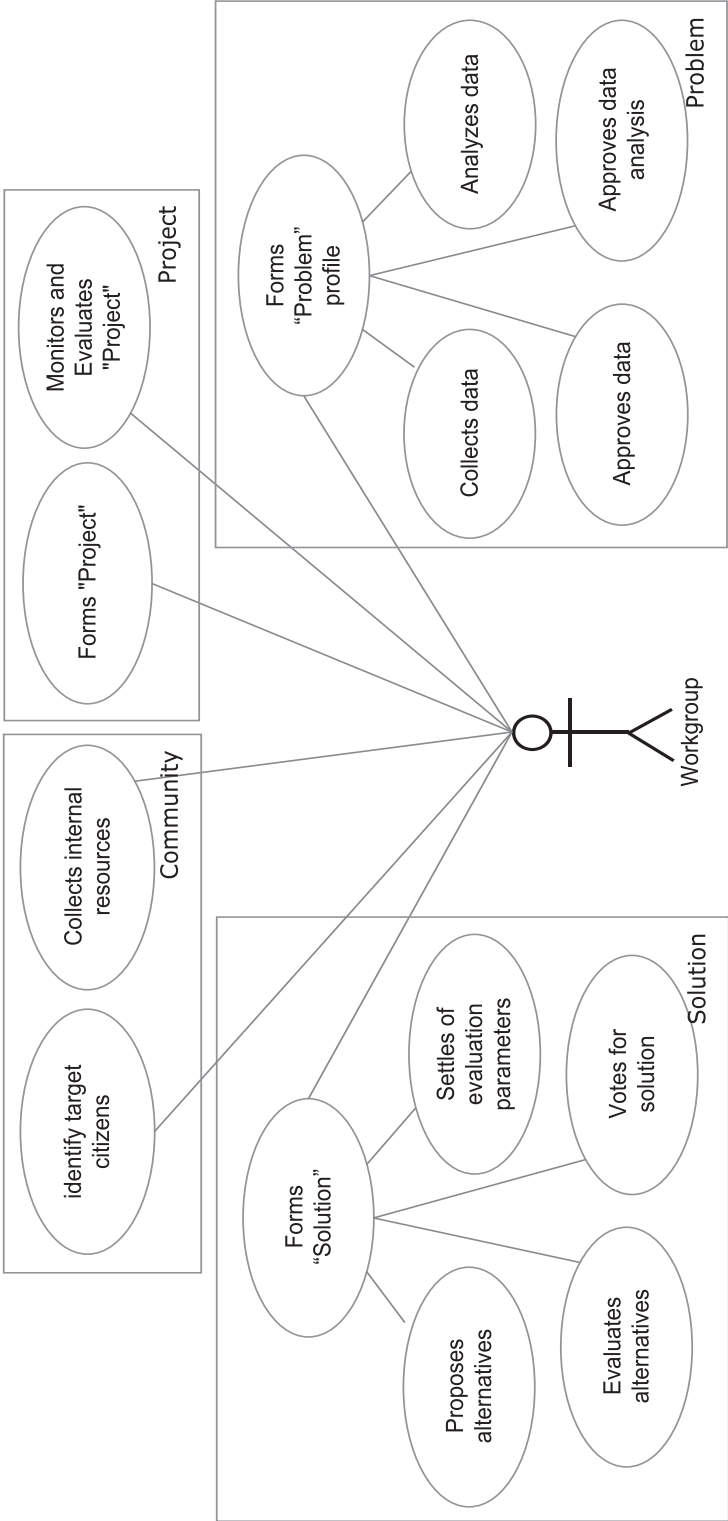 identify target
citizens
Collects internal
resources
Community
Forms "Project"
Monitors and
Evaluates
"Project"
Project
Forms
“Solution”
Proposes
alternatives
Settles of
evaluation
parameters
Evaluates
alternatives
Votes for
solution
Solution
Workgroup
Forms
“Problem”
profile
Collects data
Analyzes data
Approves data
Approves data
analysis
Problem